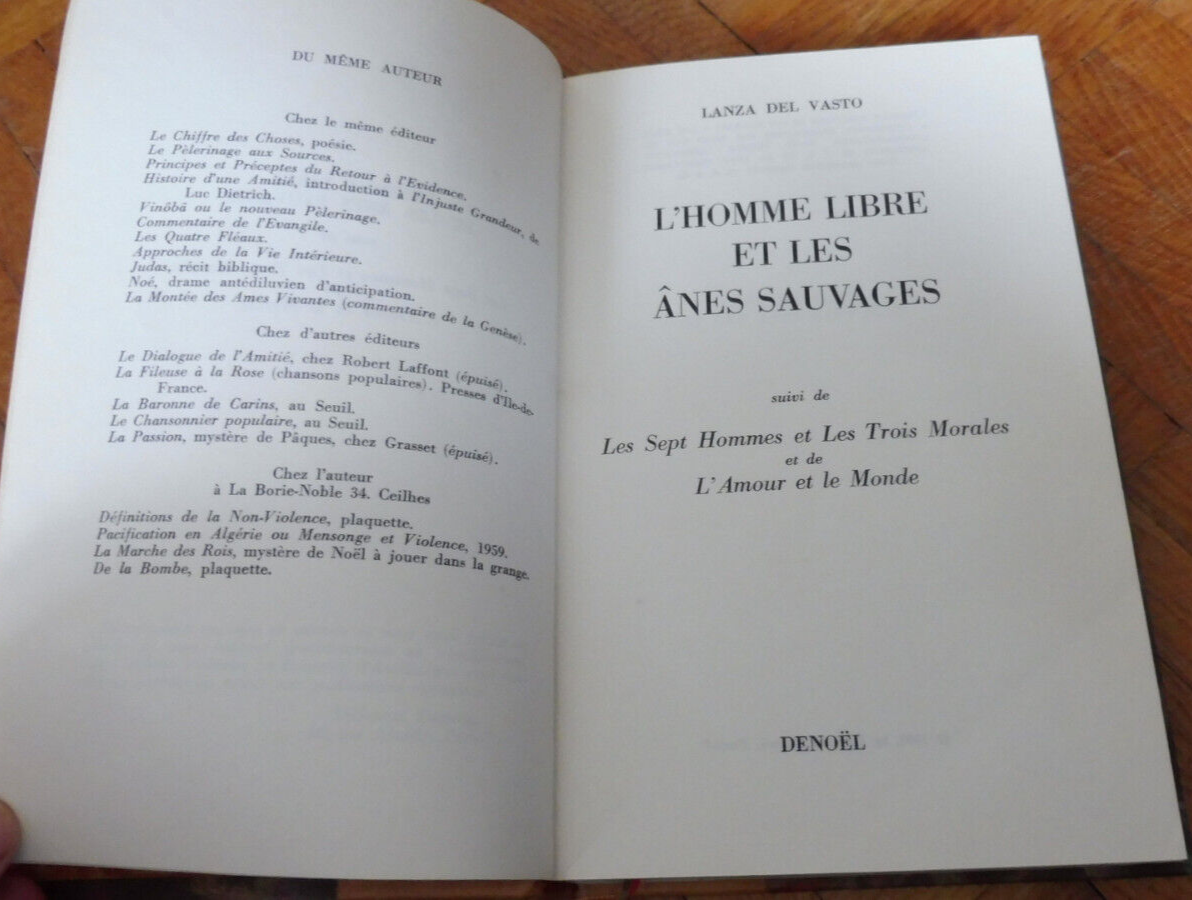 DU MÊME AUTEUR
Chez le même éditeur
Le Chiffre des Choses, poésie.
Le Pèlerinage aux Sources.
Principes et Préceptes du Retour à l'Evidence.
Histoire d'une Amitié, introduction à l'Injuste Grandeur, de
Luc Dietrich.
Vinôbâ ou le nouveau Pèlerinage.
Commentaire de l'Evangile.
Les Quatre Fléaux.
Approches de la Vie Intérieure.
Judas, récit biblique.
Noé, drame antédiluvien d'anticipation.
La Montée des Ames Vivantes (commentaire de la Genèse).
Chez d'autres éditeurs
Le Dialogue de l'Amitié, chez Robert Laffont (épuisé).
La Fileuse à la Rose (chansons populaires). Presses d'Ile-de-
France.
La Baronne de Carins, au Seuil.
Le Chansonnier populaire, au Seuil.
La Passion, mystère de Pâques, chez Grasset (épuisé).
Chez l'auteur
à La Borie-Noble 34. Ceilhes
Définitions de la Non-Violence, plaquette.
Pacification en Algérie ou Mensonge et Violence, 1959.
La Marche des Rois, mystère de Noël à jouer dans la grange.
De la Bombe, plaquette.
LANZA DEL VASTO
L'HOMME LIBRE
ET LES
ÂNES SAUVAGES
suivi de
Les Sept Hommes et Les Trois Morales
et de
L'Amour et le Monde
DENOËL